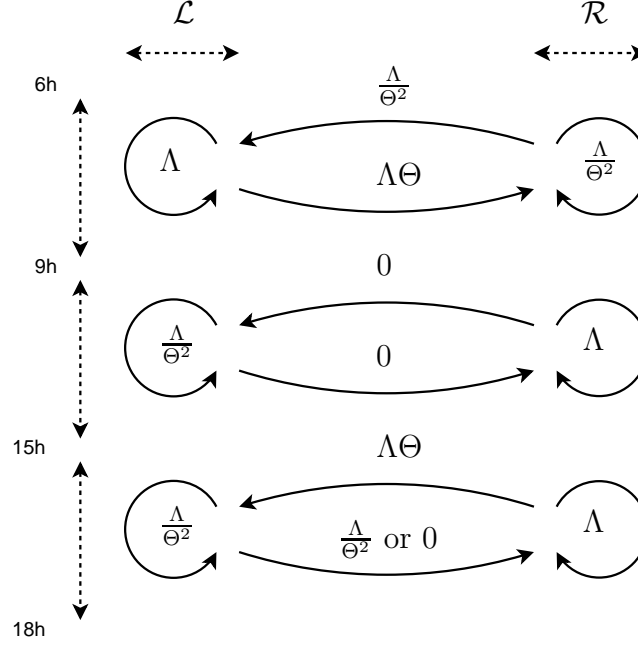 ℒ ℛ
6h
Λ/Θ²
Λ Λ/Θ²
ΛΘ
9h 0
Λ/Θ² Λ
0
15h ΛΘ
Λ/Θ² Λ
Λ/Θ² or 0
18h